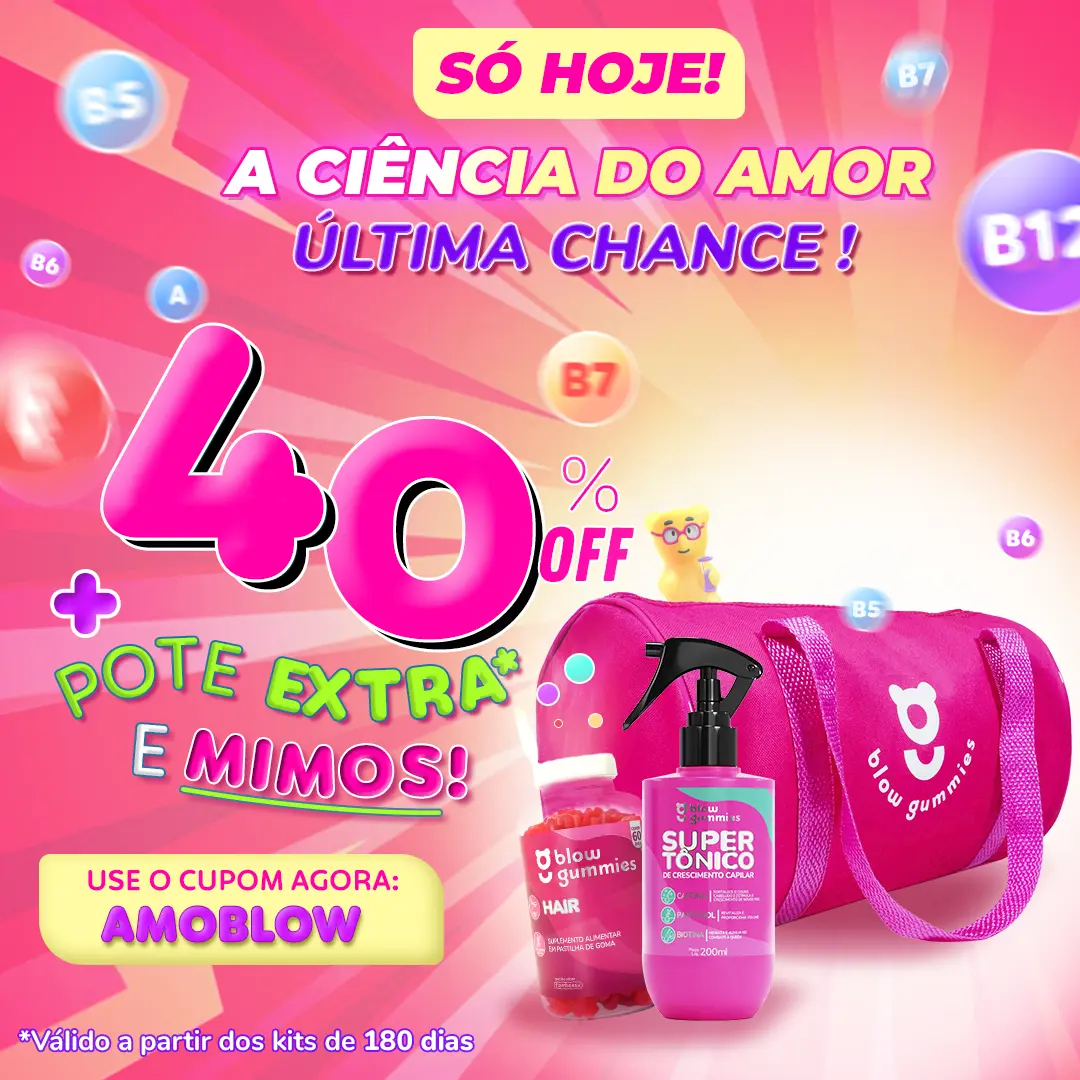 SÓ HOJE!
A CIÊNCIA DO AMOR
ÚLTIMA CHANCE !
B5
B7
B12
B6
A
B7
40
%
OFF
B6
B5
+
POTE EXTRA*
E MIMOS!
blow gummies
blow
gummies
SUPER
TÔNICO
DE CRESCIMENTO CAPILAR
BIOTINA
200ml
blow
gummies
HAIR
SUPLEMENTO ALIMENTAR
EM PASTILHA DE GOMA
60
USE O CUPOM AGORA:
AMOBLOW
*Válido a partir dos kits de 180 dias